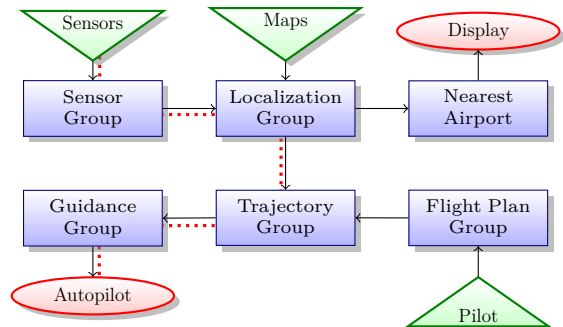 Sensors
Maps
Display
Sensor
Group
Localization
Group
Nearest
Airport
Guidance
Group
Trajectory
Group
Flight Plan
Group
Autopilot
Pilot